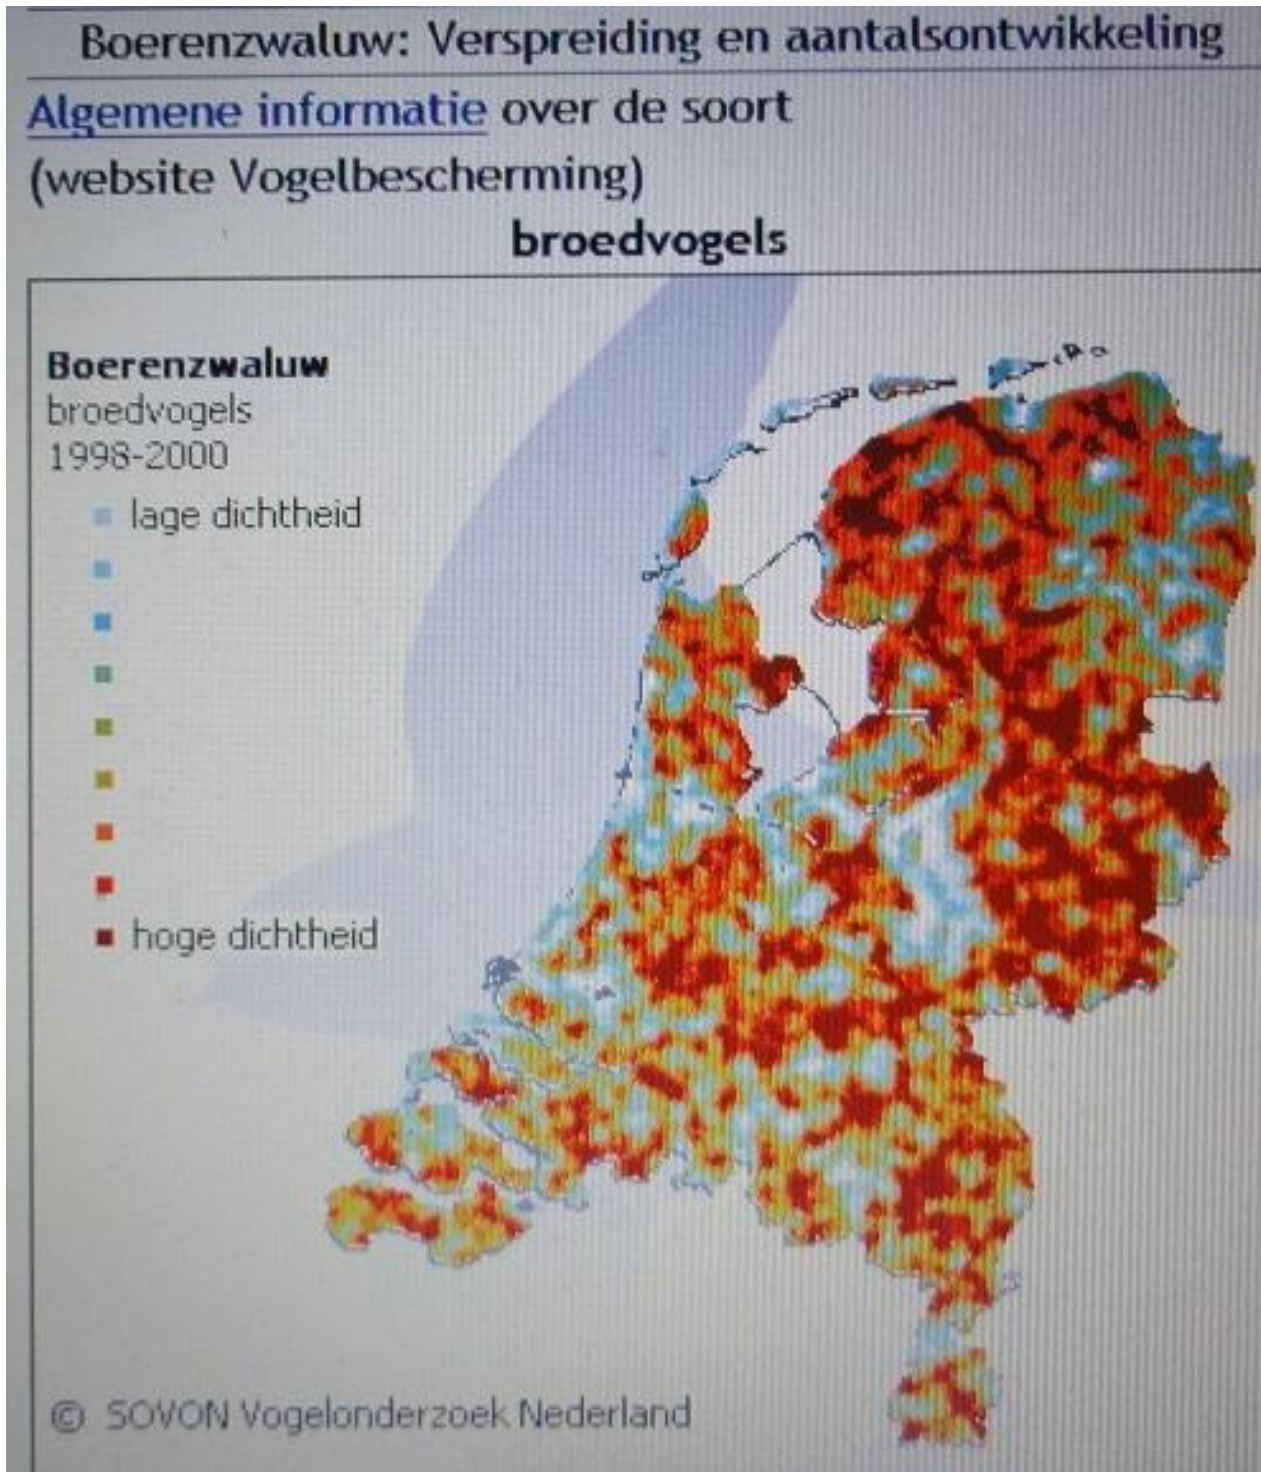 Boerenzwaluw: Verspreiding en aantalsontwikkeling
Algemene informatie over de soort
(website Vogelbescherming)
broedvogels
Boerenzwaluw
broedvogels
1998-2000
lage dichtheid
hoge dichtheid
© SOVON Vogelonderzoek Nederland